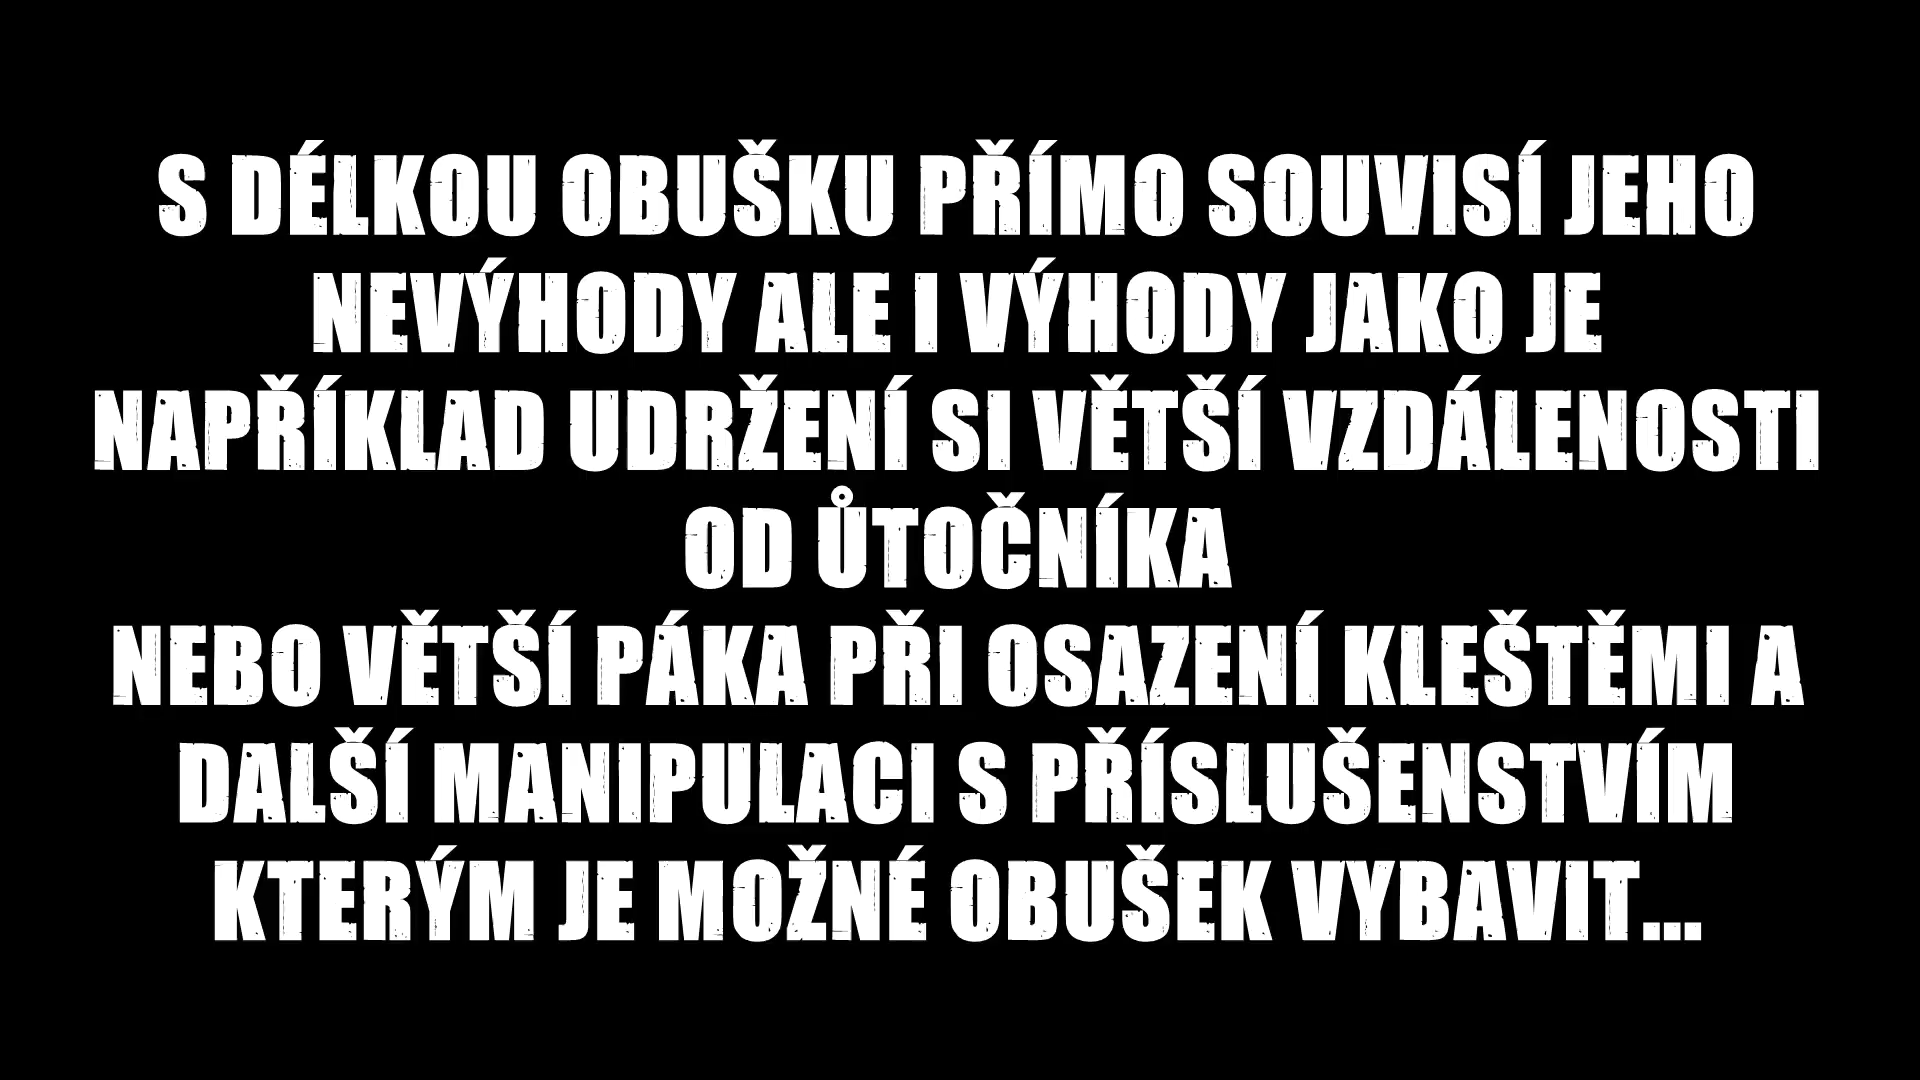 S DÉLKOU OBUŠKU PŘÍMO SOUVISÍ JEHO
NEVÝHODY ALE I VÝHODY JAKO JE
NAPŘÍKLAD UDRŽENÍ SI VĚTŠÍ VZDÁLENOSTI
OD ŮTOČNÍKA
NEBO VĚTŠÍ PÁKA PŘI OSAZENÍ KLEŠTĚMI A
DALŠÍ MANIPULACI S PŘÍSLUŠENSTVÍM
KTERÝM JE MOŽNÉ OBUŠEK VYBAVIT...